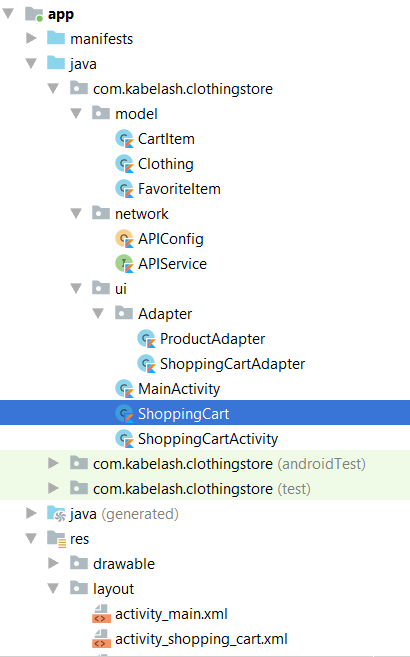 app
manifests
java
com.kabelash.clothingstore
model
CartItem
Clothing
FavoriteItem
network
APIConfig
APIService
ui
Adapter
ProductAdapter
ShoppingCartAdapter
MainActivity
ShoppingCart
ShoppingCartActivity
com.kabelash.clothingstore (androidTest)
com.kabelash.clothingstore (test)
java (generated)
res
drawable
layout
activity_main.xml
activity_shopping_cart.xml